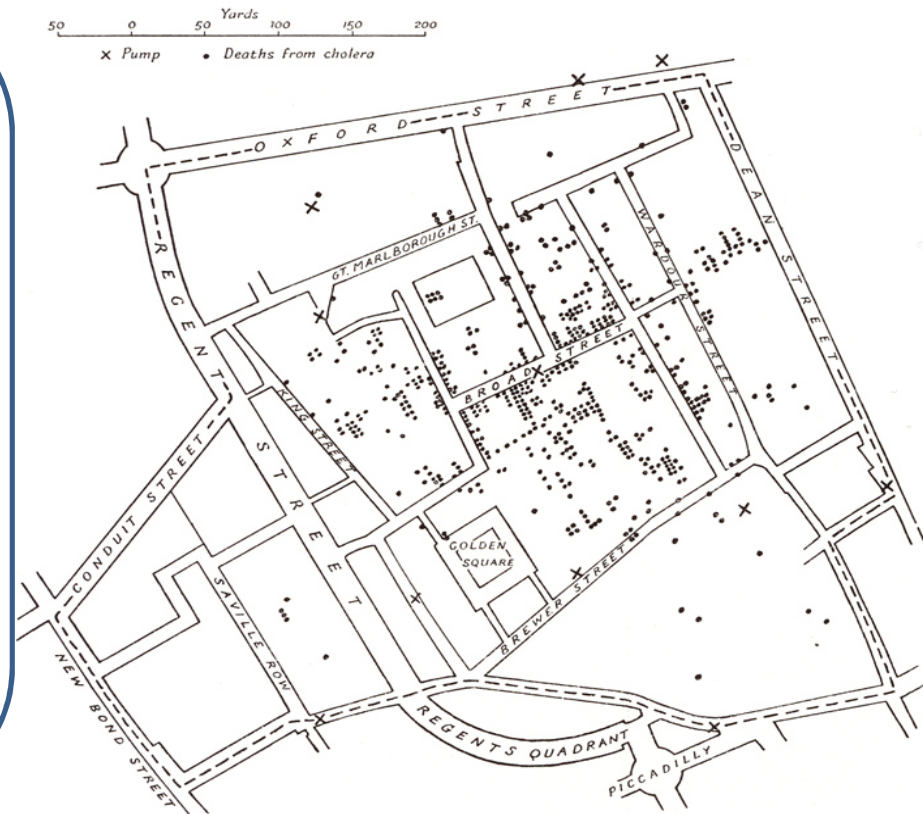 Yards
50 0 50 100 200
× Pump • Deaths from cholera
OXFORD STREET
DEAN STREET
REGENT STREET
GT. MARLBOROUGH ST.
WARDOUR STREET
BROAD STREET
KING STREET
CONDUIT STREET
GOLDEN
SQUARE
SAVILLE ROW
BREWER STREET
NEW BOND STREET
REGENTS QUADRANT
PICCADILLY